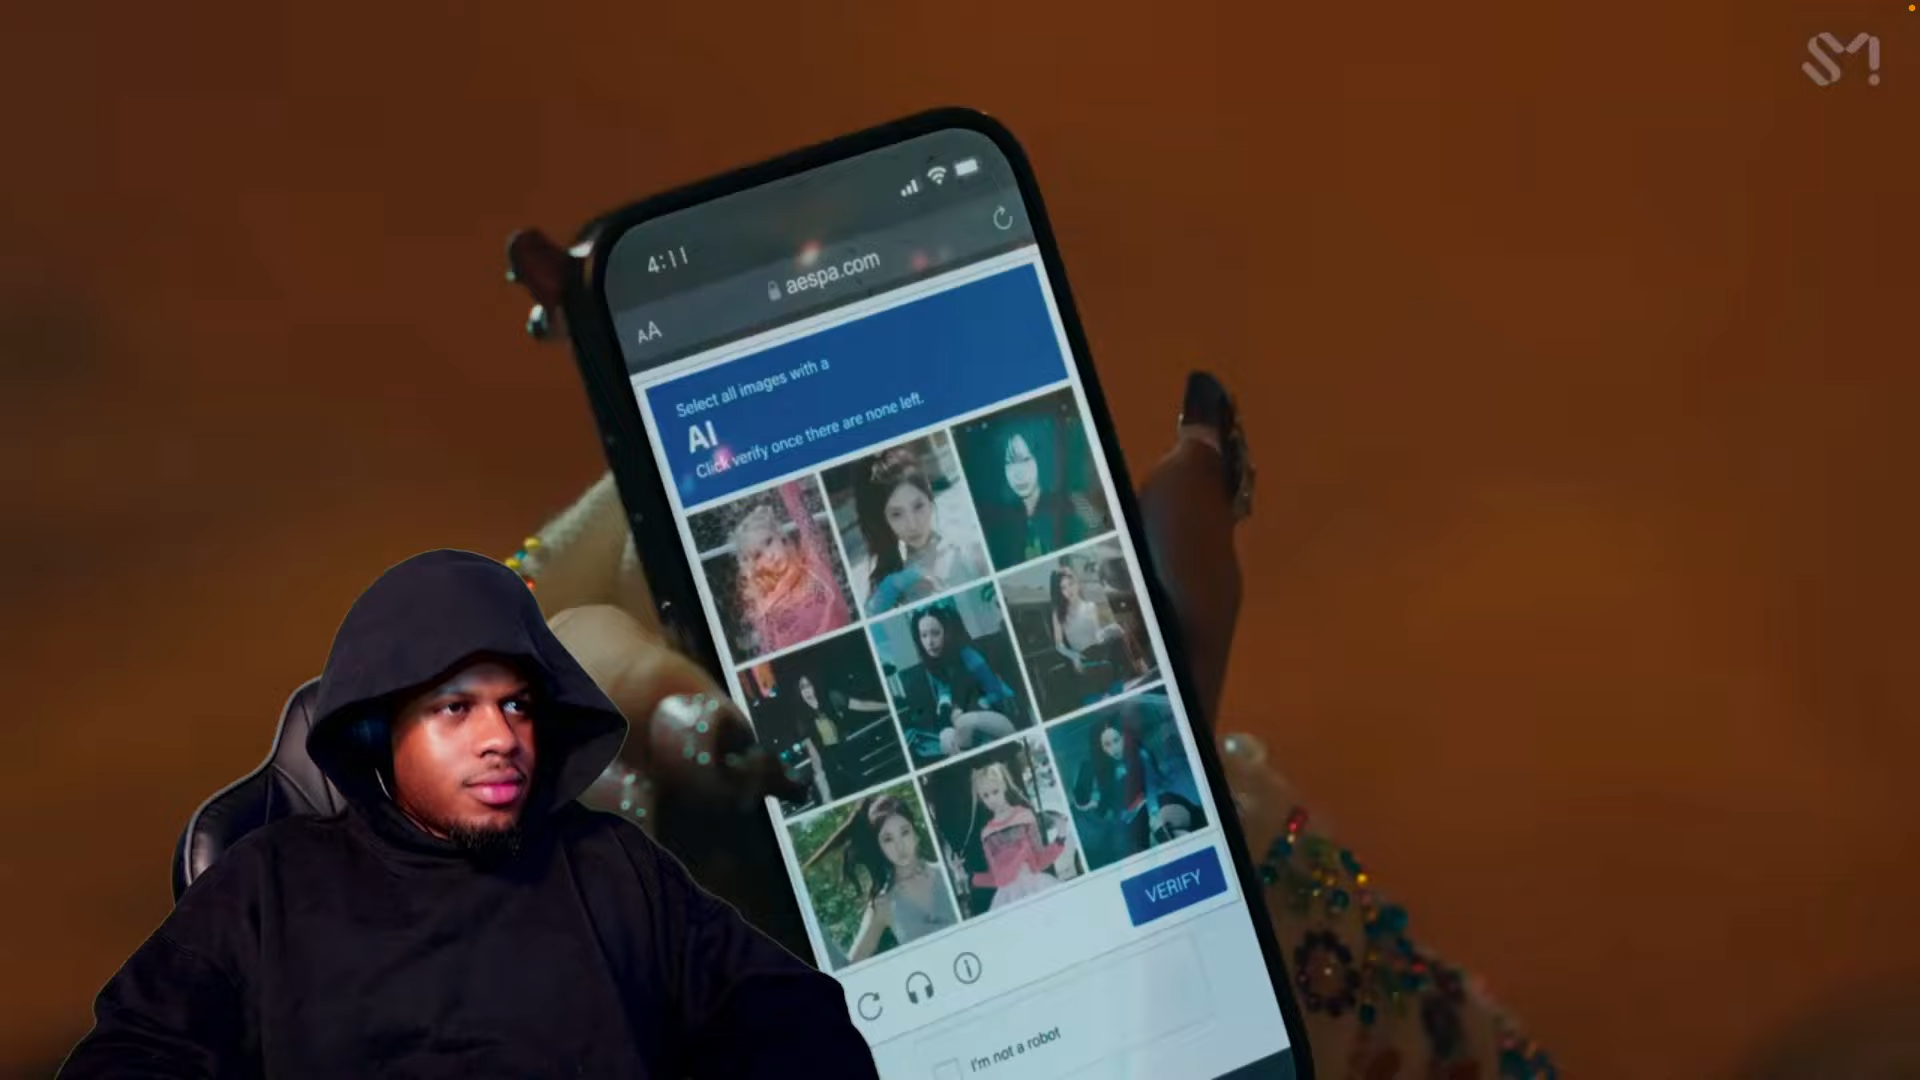 SM!
4:11
aespa.com
AA
Select all images with a
AI
Click verify once there are none left.
VERIFY
I'm not a robot